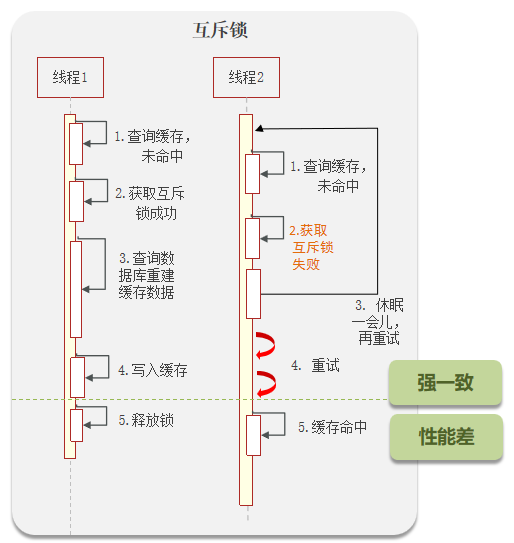 互斥锁
线程1
1.查询缓存，
未命中
2.获取互斥
锁成功
3.查询数
据库重建
缓存数据
4.写入缓存
5.释放锁
线程2
1.查询缓存，
未命中
2.获取
互斥锁
失败
3. 休眠
一会儿，
再重试
4. 重试
5.缓存命中
强一致
性能差